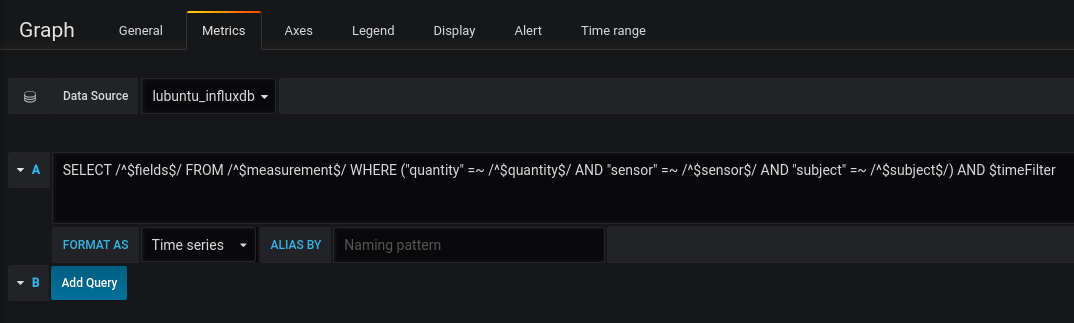 Graph General Metrics Axes Legend Display Alert Time range
Data Source lubuntu_influxdb
A SELECT /^$fields$/ FROM /^$measurement$/ WHERE ("quantity" =~ /^$quantity$/ AND "sensor" =~ /^$sensor$/ AND "subject" =~ /^$subject$/) AND $timeFilter
FORMAT AS Time series ALIAS BY Naming pattern
B Add Query